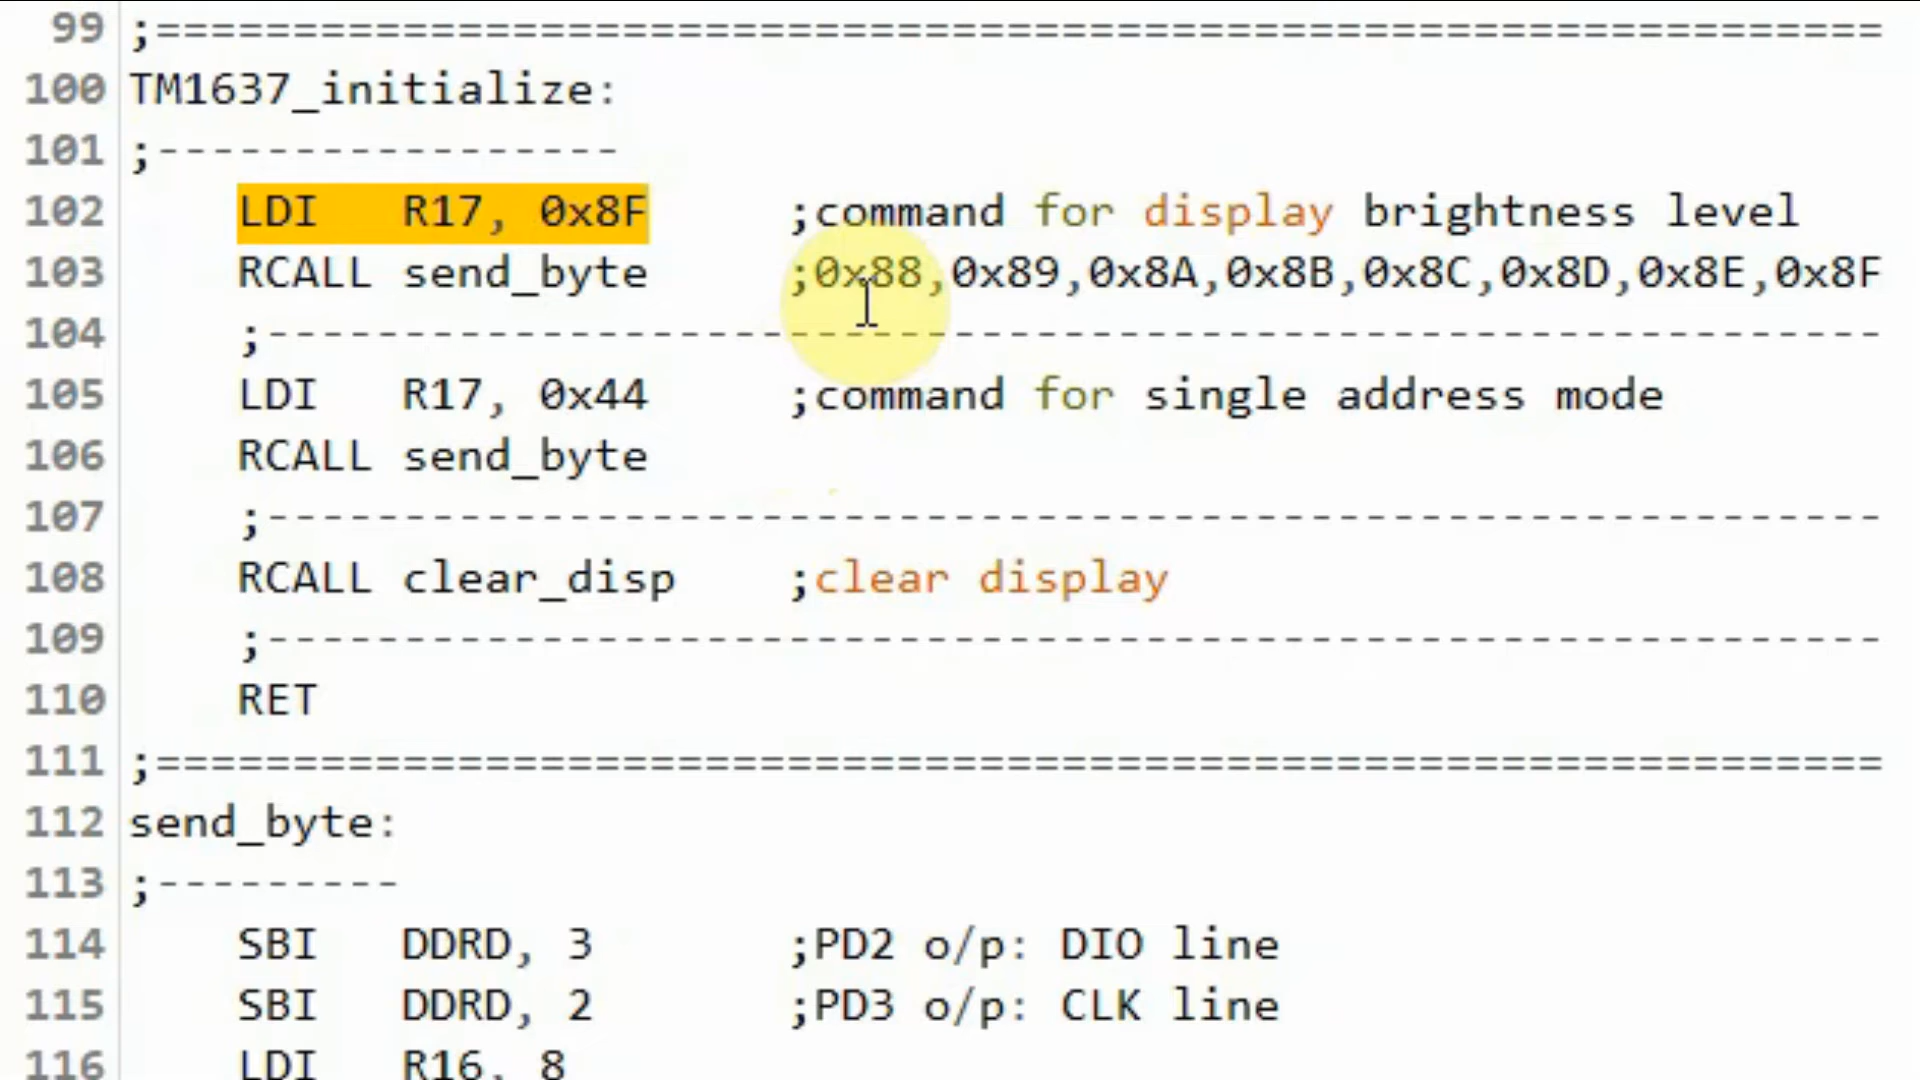 99 ;===============================================================
100 TM1637_initialize:
101 ;-----------------
102 LDI R17, 0x8F ;command for display brightness level
103 RCALL send_byte ;0x88,0x89,0x8A,0x8B,0x8C,0x8D,0x8E,0x8F
104 ;-----------------------------------------------------------
105 LDI R17, 0x44 ;command for single address mode
106 RCALL send_byte
107 ;-----------------------------------------------------------
108 RCALL clear_disp ;clear display
109 ;-----------------------------------------------------------
110 RET
111 ;===============================================================
112 send_byte:
113 ;---------
114 SBI DDRD, 3 ;PD2 o/p: DIO line
115 SBI DDRD, 2 ;PD3 o/p: CLK line
116 LDI R16, 8